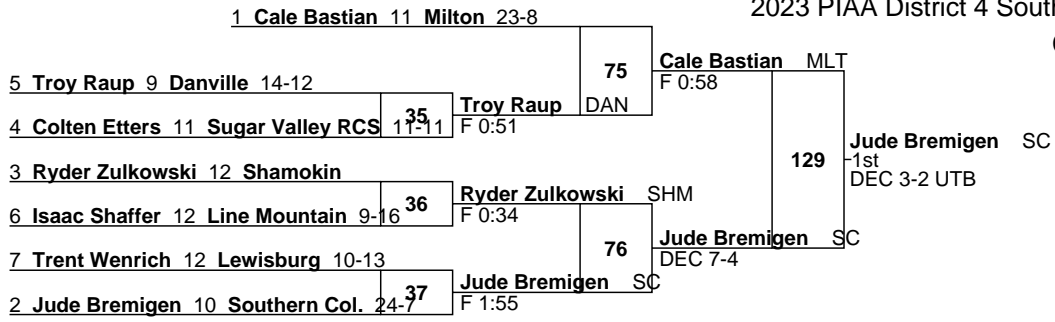 2023 PIAA District 4 South
1 Cale Bastian 11 Milton 23-8
75
Cale Bastian MLT
F 0:58
5 Troy Raup 9 Danville 14-12
35
Troy Raup DAN
F 0:51
4 Colten Etters 11 Sugar Valley RCS 11-11
129
Jude Bremigen SC
1st
DEC 3-2 UTB
3 Ryder Zulkowski 12 Shamokin
36
Ryder Zulkowski SHM
F 0:34
6 Isaac Shaffer 12 Line Mountain 9-16
76
Jude Bremigen SC
DEC 7-4
7 Trent Wenrich 12 Lewisburg 10-13
37
Jude Bremigen SC
F 1:55
2 Jude Bremigen 10 Southern Col. 24-7